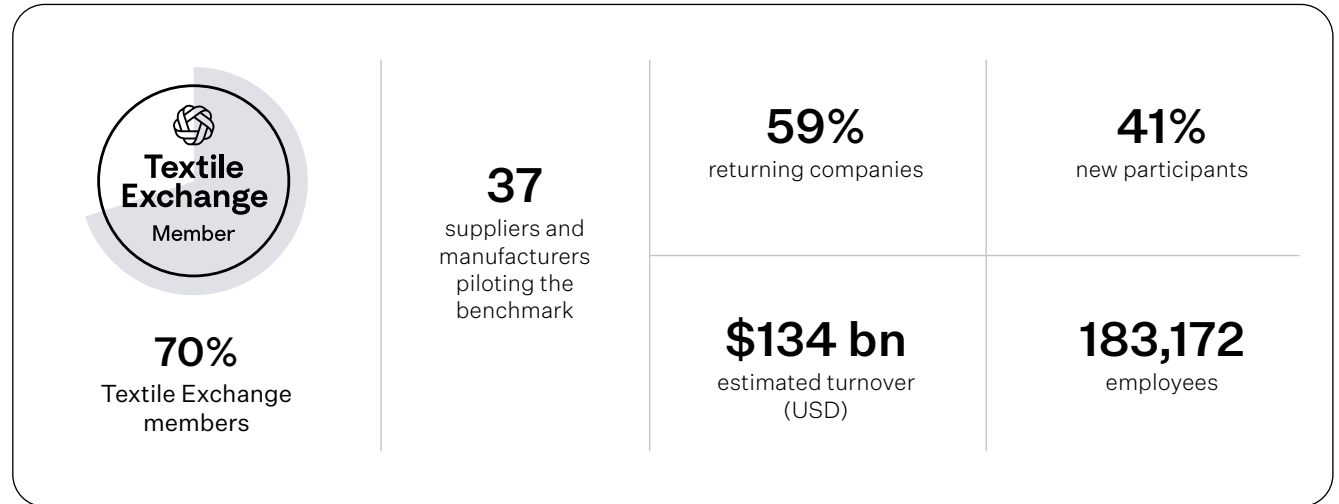 Textile
Exchange
Member
70%
Textile Exchange
members
37
suppliers and
manufacturers
piloting the
benchmark
59%
returning companies
41%
new participants
$134 bn
estimated turnover
(USD)
183,172
employees